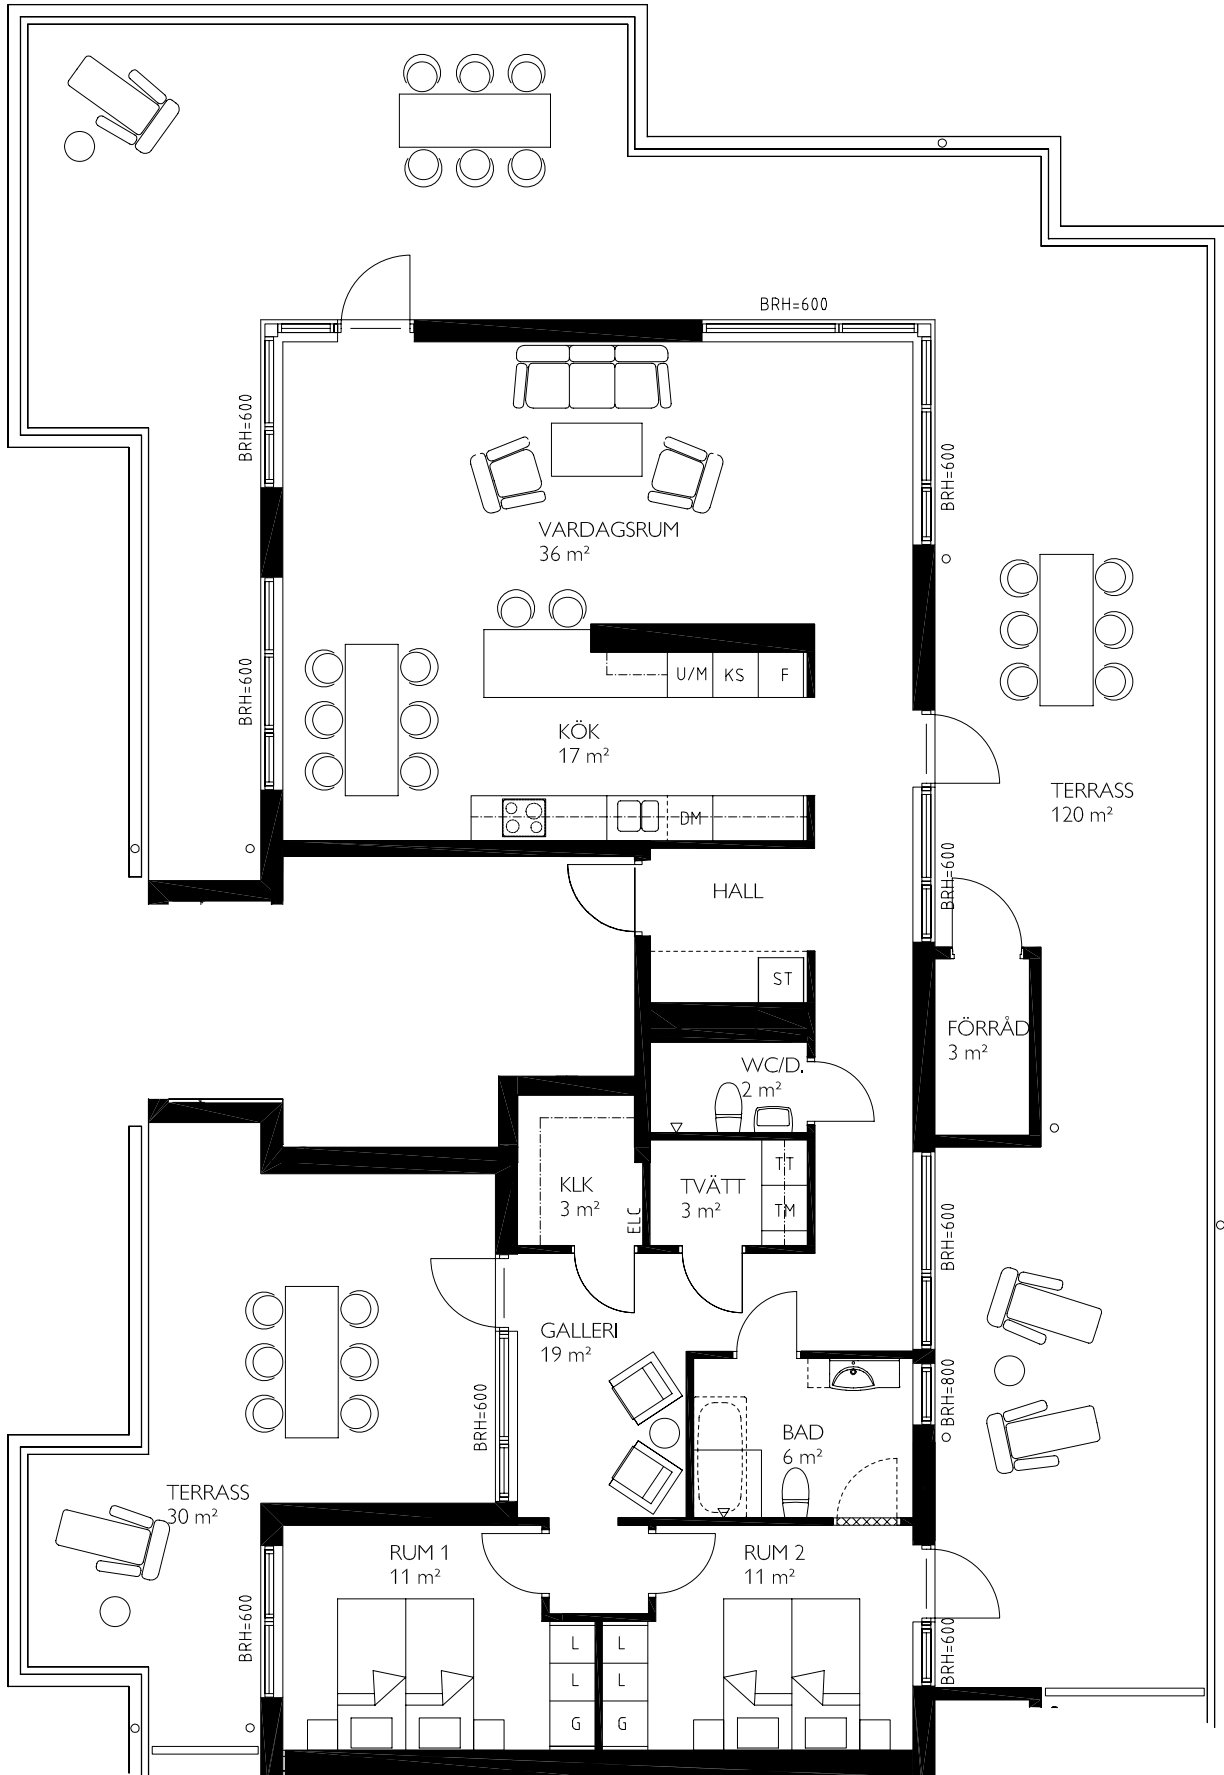 BRH=600
BRH=600
BRH=600
VARDAGSRUM
36 m²
BRH=600
U/M
KS
F
KÖK
17 m²
TERRASS
120 m²
DM
BRH=600
HALL
ST
FÖRRÅD
3 m²
WC/D.
2 m²
KLK
3 m²
ELC
TVÄTT
3 m²
TT
TM
BRH=600
GALLERI
19 m²
BRH=600
BRH=800
BAD
6 m²
TERRASS
30 m²
RUM 1
11 m²
RUM 2
11 m²
BRH=600
BRH=600
L
L
L
L
G
G